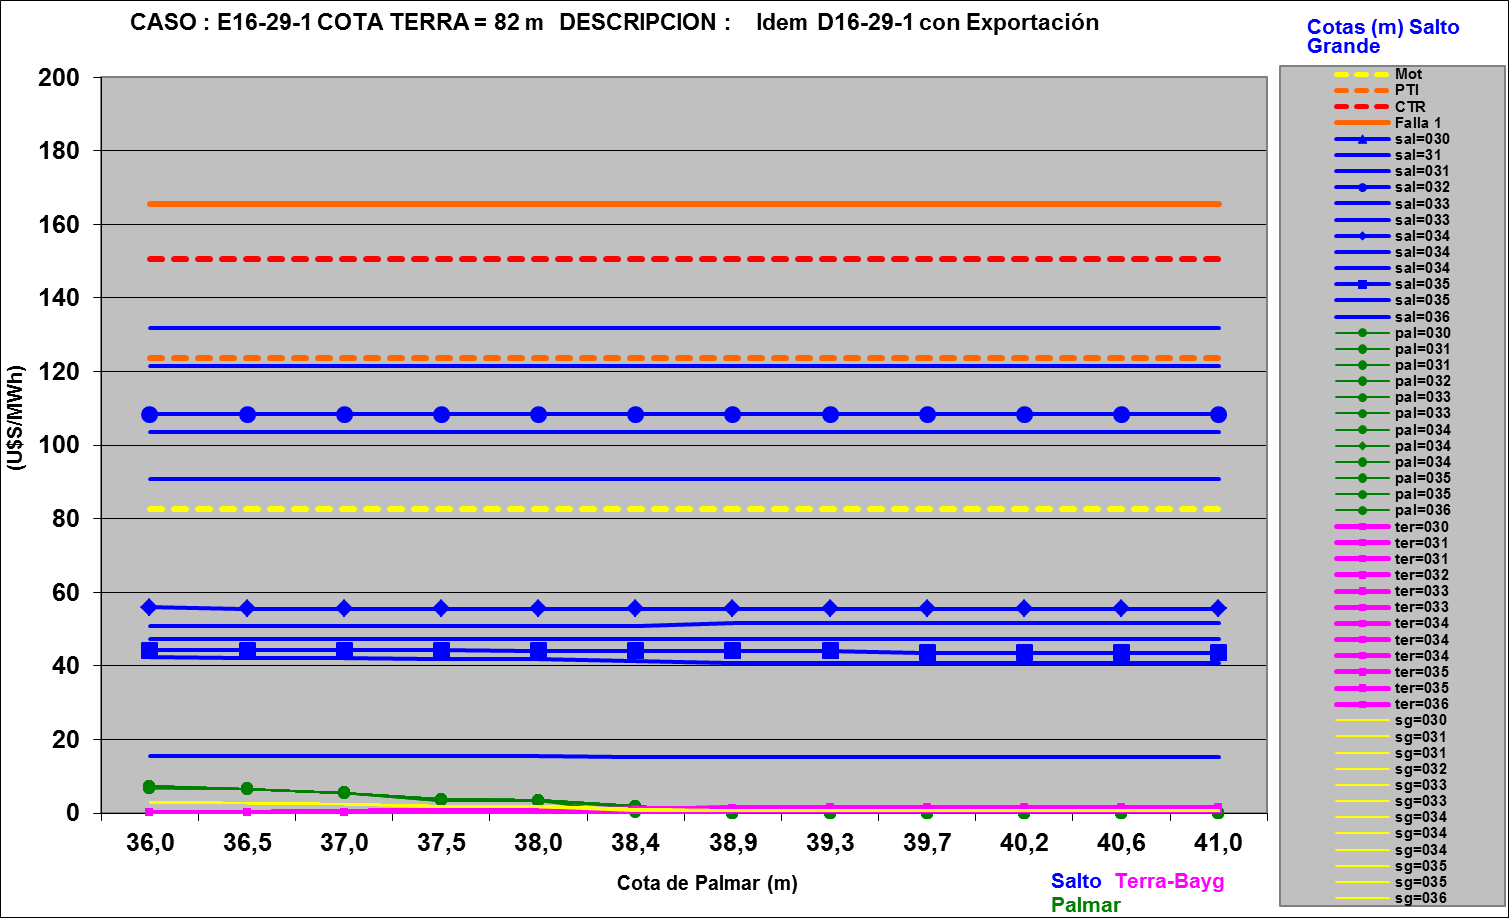 CASO : E16-29-1 COTA TERRA = 82 m DESCRIPCION : Idem D16-29-1 con Exportación
Cotas (m) Salto
Grande
200
180
160
140
120
100
80
60
40
20
0
(U$S/MWh)
36,0 36,5 37,0 37,5 38,0 38,4 38,9 39,3 39,7 40,2 40,6 41,0
Cota de Palmar (m)
Salto Terra-Bayg
Palmar
Mot
PTI
CTR
Falla 1
sal=030
sal=31
sal=031
sal=032
sal=033
sal=033
sal=034
sal=034
sal=034
sal=035
sal=035
sal=036
pal=030
pal=031
pal=031
pal=032
pal=033
pal=033
pal=034
pal=034
pal=034
pal=035
pal=035
pal=036
ter=030
ter=031
ter=031
ter=032
ter=033
ter=033
ter=034
ter=034
ter=034
ter=035
ter=035
ter=036
sg=030
sg=031
sg=031
sg=032
sg=033
sg=033
sg=034
sg=034
sg=034
sg=035
sg=035
sg=036